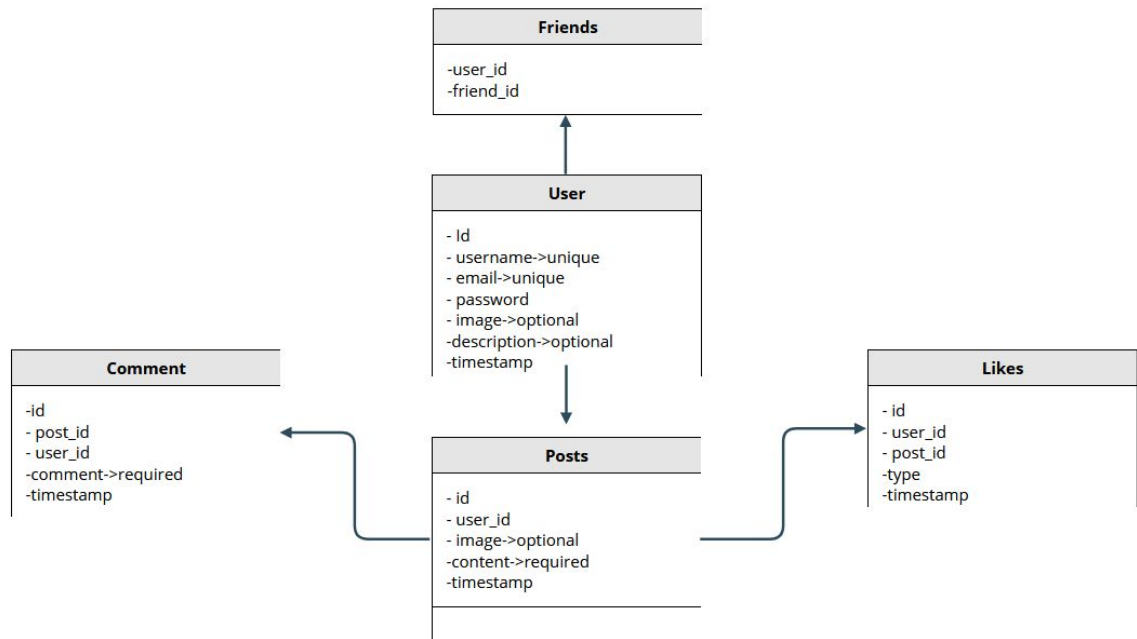 Friends
-user_id
-friend_id
User
- Id
- username->unique
- email->unique
- password
- image->optional
-description->optional
-timestamp
Comment
-id
- post_id
- user_id
-comment->required
-timestamp
Likes
- id
- user_id
- post_id
-type
-timestamp
Posts
- id
- user_id
- image->optional
-content->required
-timestamp